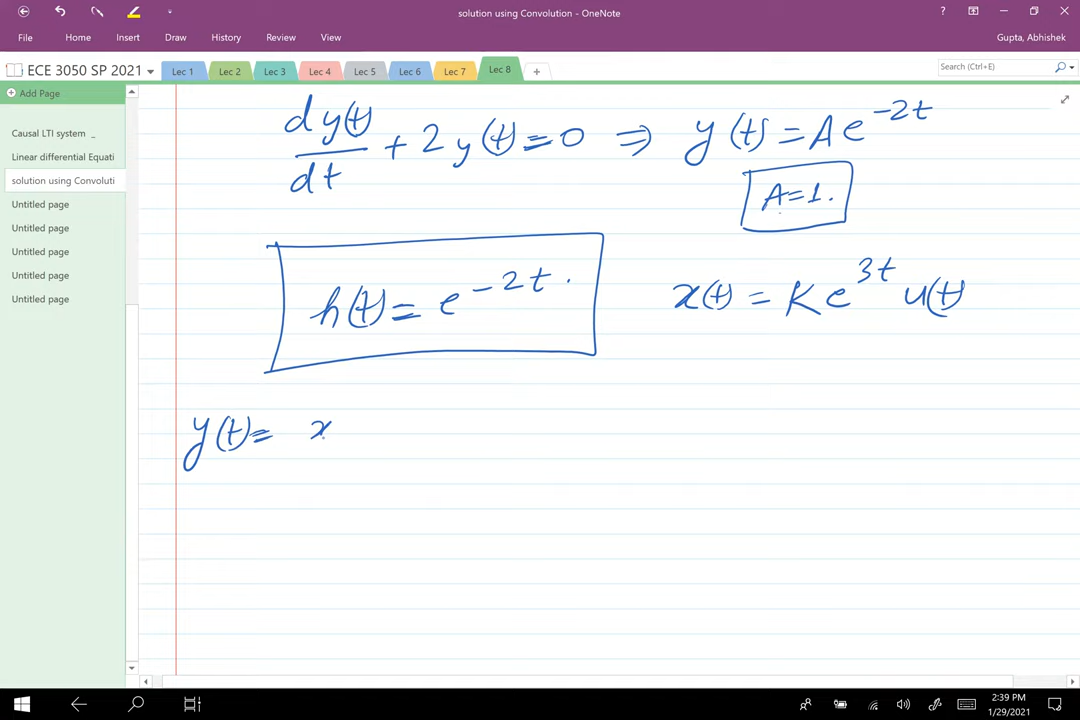 solution using Convolution - OneNote
Gupta, Abhishek
File Home Insert Draw History Review View
ECE 3050 SP 2021 Lec 1 Lec 2 Lec 3 Lec 4 Lec 5 Lec 6 Lec 7 Lec 8
Search (Ctrl+E)
Add Page
Causal LTI system _
Linear differential Equati
solution using Convoluti
Untitled page
Untitled page
Untitled page
Untitled page
Untitled page
dy(t)/dt + 2y(t) = 0 ⇒ y(t) = Ae^{-2t}
A=1.
h(t) = e^{-2t}.
x(t) = K e^{3t} u(t)
y(t) = x
2:39 PM
1/29/2021